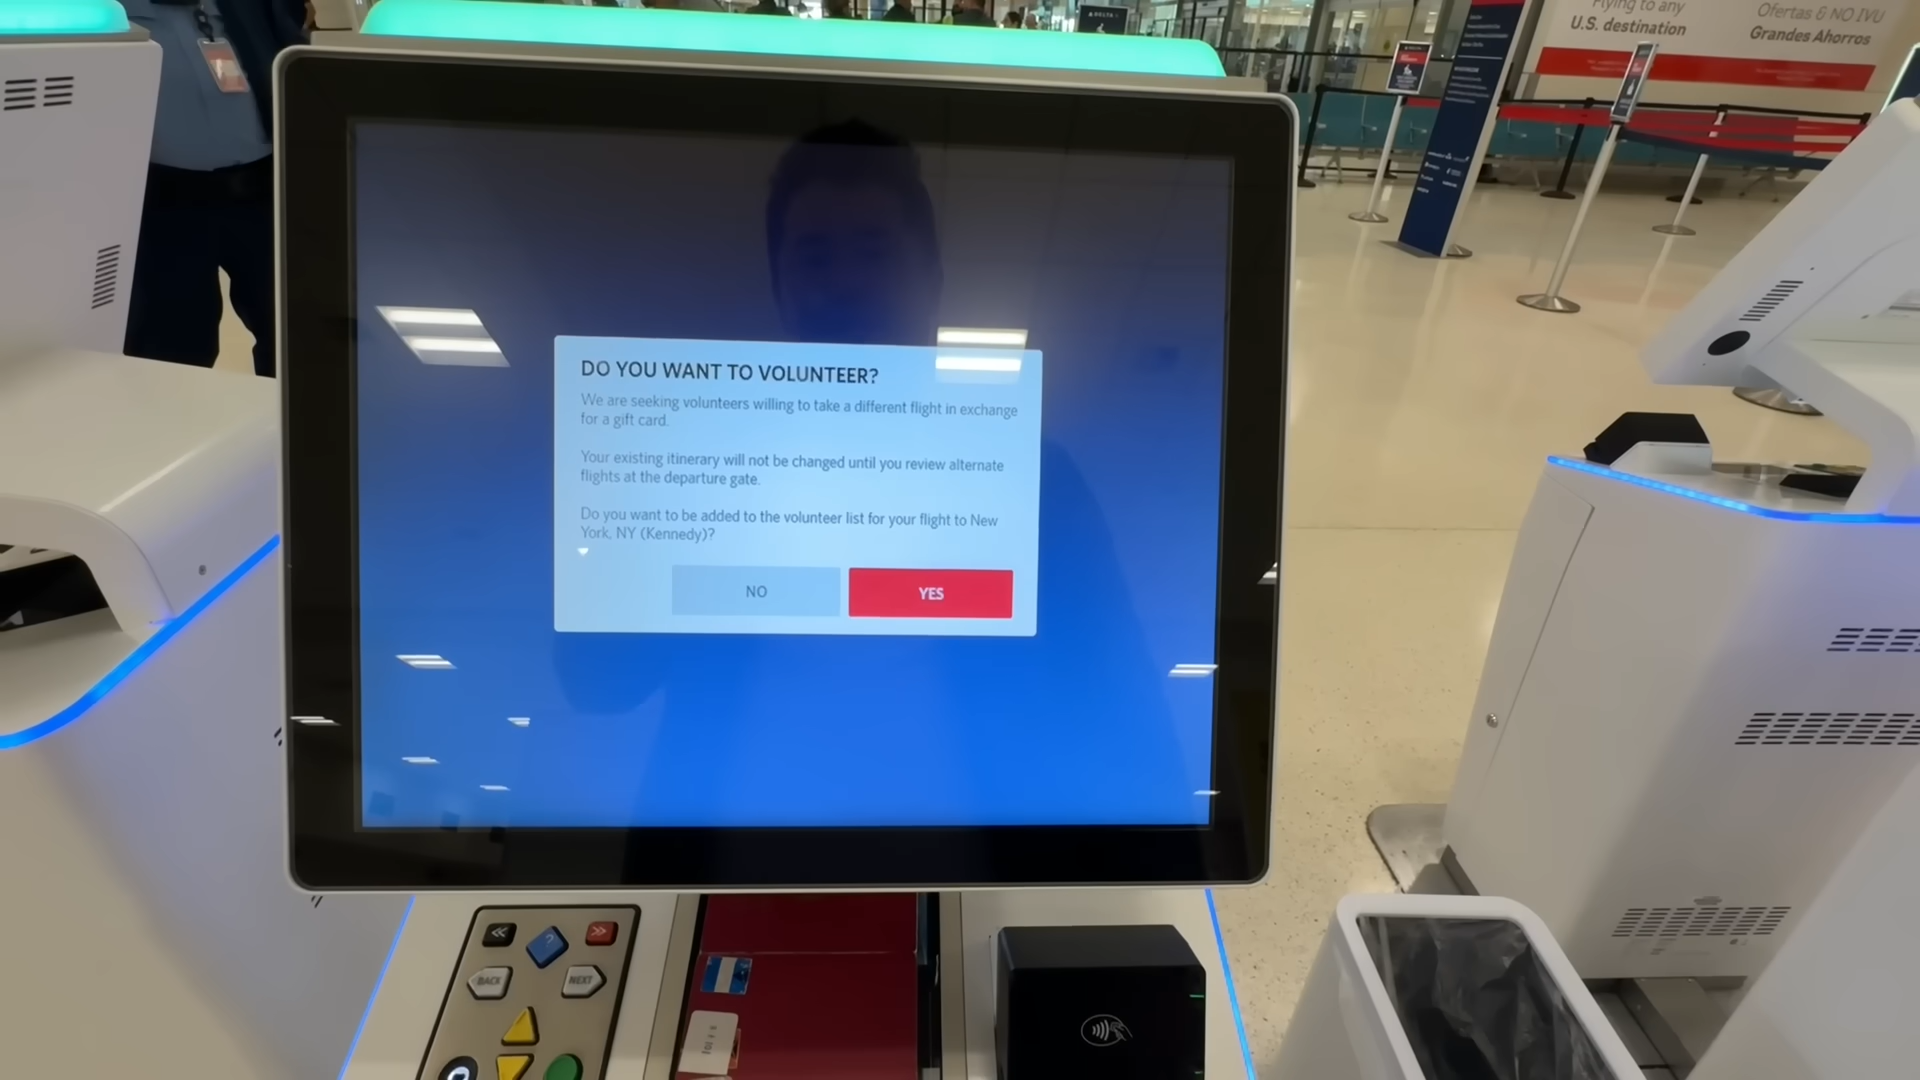 DELTA
Flying to any
U.S. destination
Ofertas & NO IVU
Grandes Ahorros
DO YOU WANT TO VOLUNTEER?
We are seeking volunteers willing to take a different flight in exchange
for a gift card.
Your existing itinerary will not be changed until you review alternate
flights at the departure gate.
Do you want to be added to the volunteer list for your flight to New
York, NY (Kennedy)?
NO
YES
?
BACK
NEXT